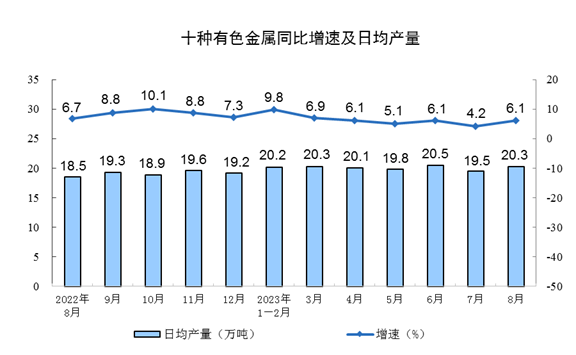 十种有色金属同比增速及日均产量
35 30 25 20 15 10 5 0
20 10 0 -10 -20 -30 -40 -50
6.7 8.8 10.1 8.8 7.3 9.8 6.9 6.1 5.1 6.1 4.2 6.1
18.5 19.3 18.9 19.6 19.2 20.2 20.3 20.1 19.8 20.5 19.5 20.3
2022年 9月 10月 11月 12月 2023年 3月 4月 5月 6月 7月 8月
8月 1—2月
日均产量（万吨） 增速（%）